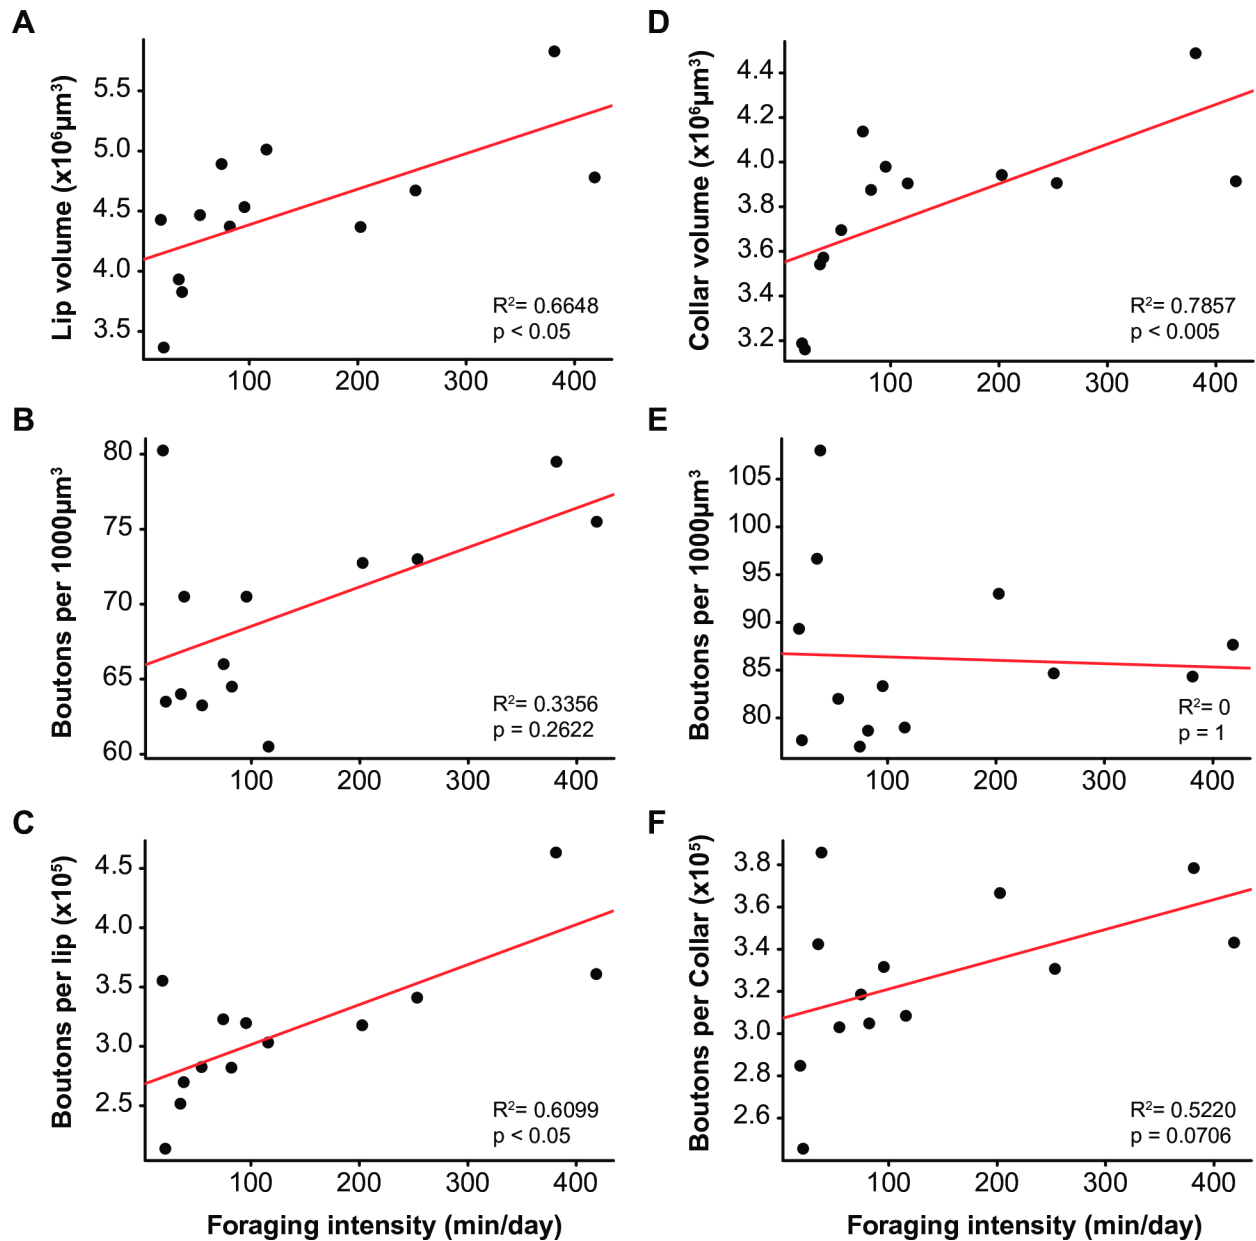 A
Lip volume (x10⁶µm³)
5.5
5.0
4.5
4.0
3.5
R²= 0.6648
p < 0.05
100 200 300 400
D
Collar volume (x10⁶µm³)
4.4
4.2
4.0
3.8
3.6
3.4
3.2
R²= 0.7857
p < 0.005
100 200 300 400
B
Boutons per 1000µm³
80
75
70
65
60
R²= 0.3356
p = 0.2622
100 200 300 400
E
Boutons per 1000µm³
105
100
95
90
85
80
R²= 0
p = 1
100 200 300 400
C
Boutons per lip (x10⁵)
4.5
4.0
3.5
3.0
2.5
R²= 0.6099
p < 0.05
100 200 300 400
Foraging intensity (min/day)
F
Boutons per Collar (x10⁵)
3.8
3.6
3.4
3.2
3.0
2.8
2.6
R²= 0.5220
p = 0.0706
100 200 300 400
Foraging intensity (min/day)